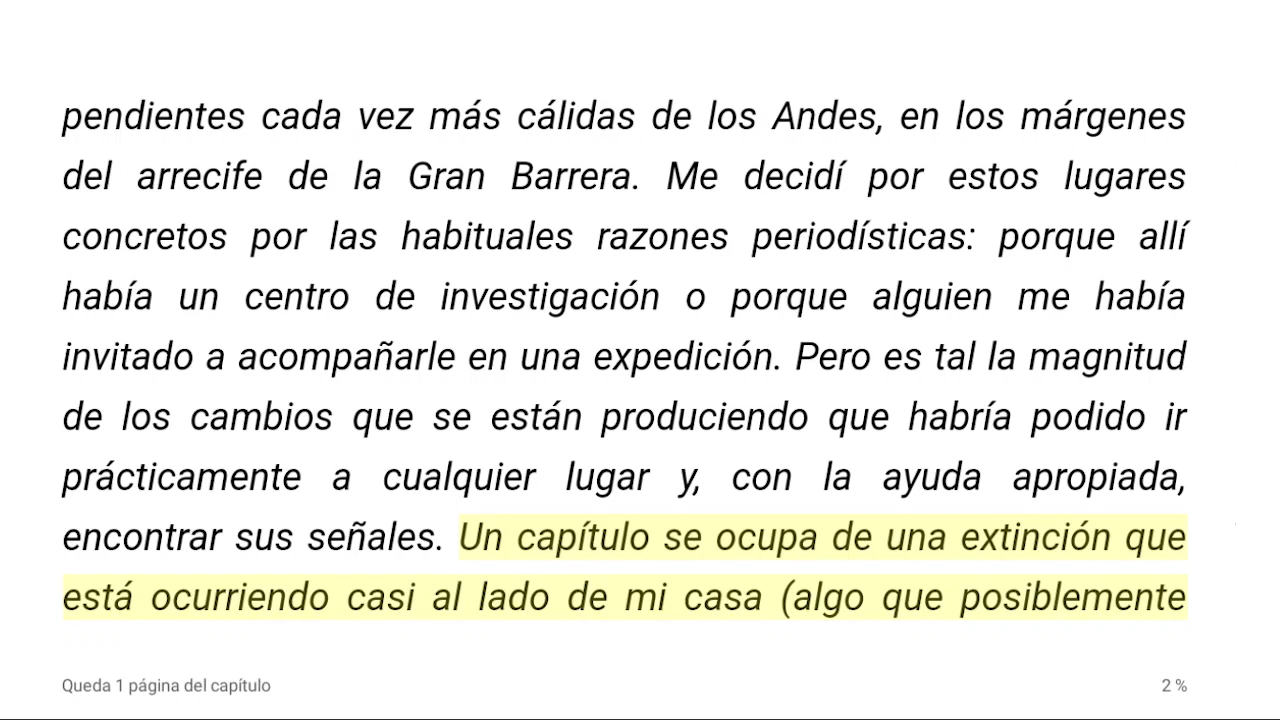 pendientes cada vez más cálidas de los Andes, en los márgenes
del arrecife de la Gran Barrera. Me decidí por estos lugares
concretos por las habituales razones periodísticas: porque allí
había un centro de investigación o porque alguien me había
invitado a acompañarle en una expedición. Pero es tal la magnitud
de los cambios que se están produciendo que habría podido ir
prácticamente a cualquier lugar y, con la ayuda apropiada,
encontrar sus señales. Un capítulo se ocupa de una extinción que
está ocurriendo casi al lado de mi casa (algo que posiblemente
Queda 1 página del capítulo
2 %